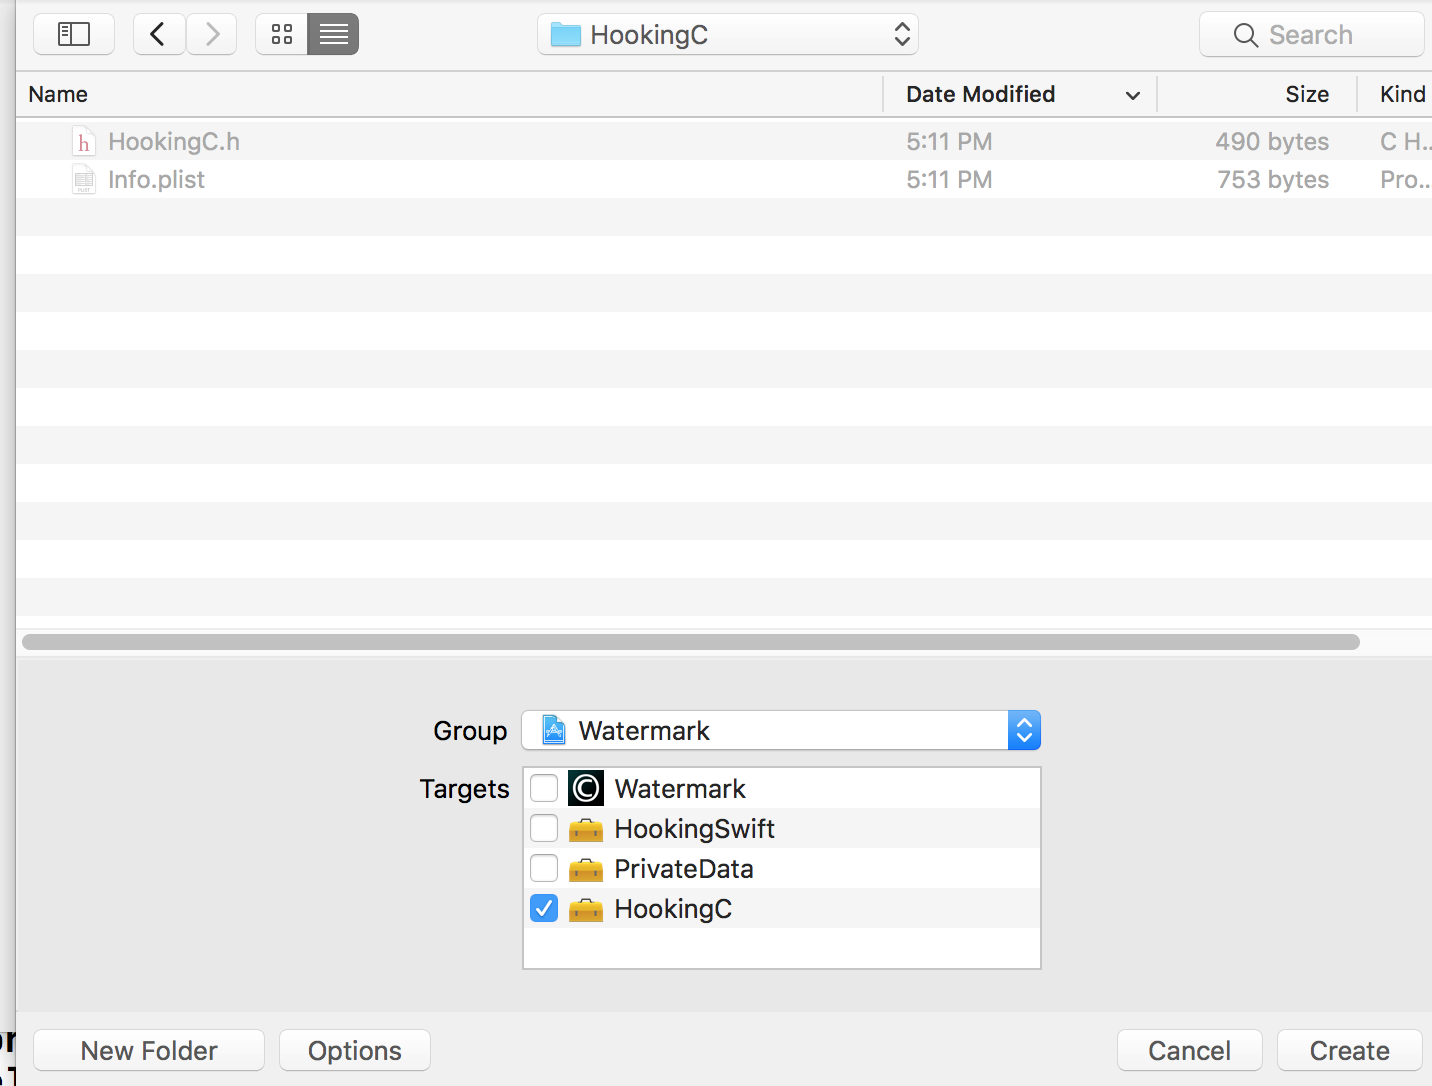 HookingC
Search
Name Date Modified Size Kind
h HookingC.h 5:11 PM 490 bytes C H...
Info.plist 5:11 PM 753 bytes Pro...
Group Watermark
Targets © Watermark
HookingSwift
PrivateData
HookingC
New Folder Options Cancel Create